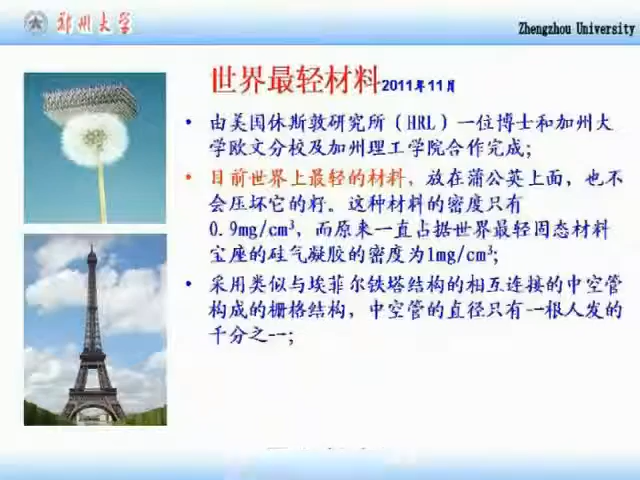 郑州大学
Zhengzhou University
世界最轻材料2011年11月
• 由美国休斯敦研究所（HRL）一位博士和加州大
学欧文分校及加州理工学院合作完成；
• 目前世界上最轻的材料，放在蒲公英上面，也不
会压坏它的籽。这种材料的密度只有
0.9mg/cm³，而原来一直占据世界最轻固态材料
宝座的硅气凝胶的密度为1mg/cm³；
• 采用类似与埃菲尔铁塔结构的相互连接的中空管
构成的栅格结构，中空管的直径只有一根人发的
千分之一；